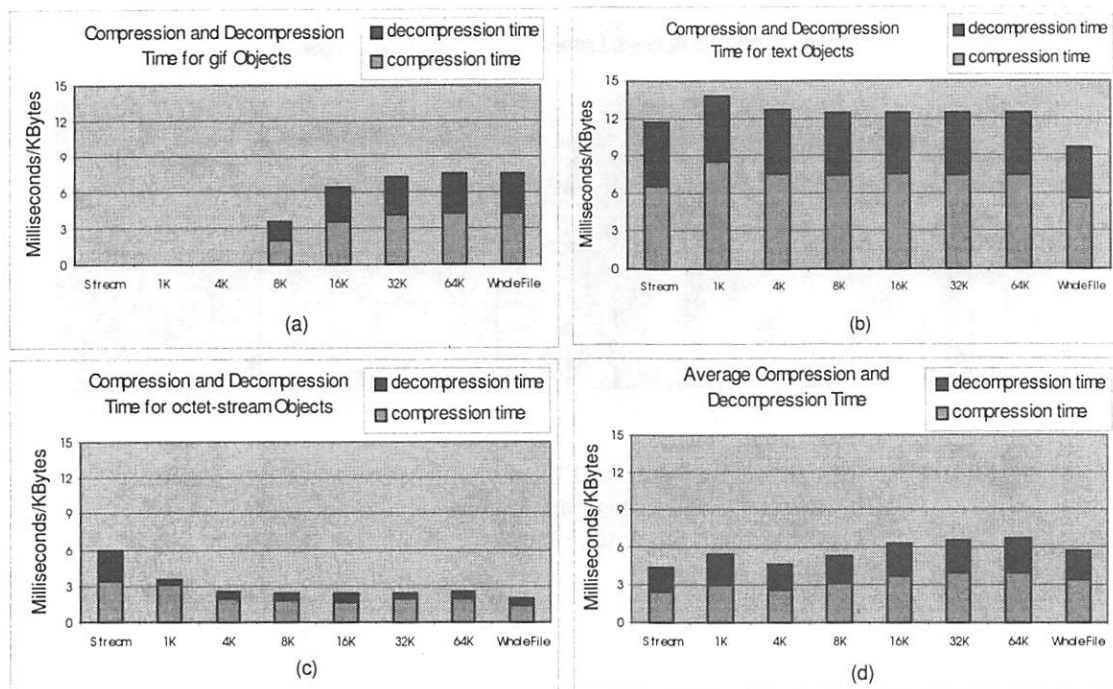 Compression and Decompression
Time for gif Objects
decompression time
compression time
Milliseconds/KBytes
15
12
9
6
3
0
Stream 1K 4K 8K 16K 32K 64K WholeFile
(a)
Compression and Decompression
Time for text Objects
decompression time
compression time
Milliseconds/KBytes
15
12
9
6
3
0
Stream 1K 4K 8K 16K 32K 64K WholeFile
(b)
Compression and Decompression
Time for octet-stream Objects
decompression time
compression time
Milliseconds/KBytes
15
12
9
6
3
0
Stream 1K 4K 8K 16K 32K 64K WholeFile
(c)
Average Compression and
Decompression Time
decompression time
compression time
Milliseconds/KBytes
15
12
9
6
3
0
Stream 1K 4K 8K 16K 32K 64K WholeFile
(d)